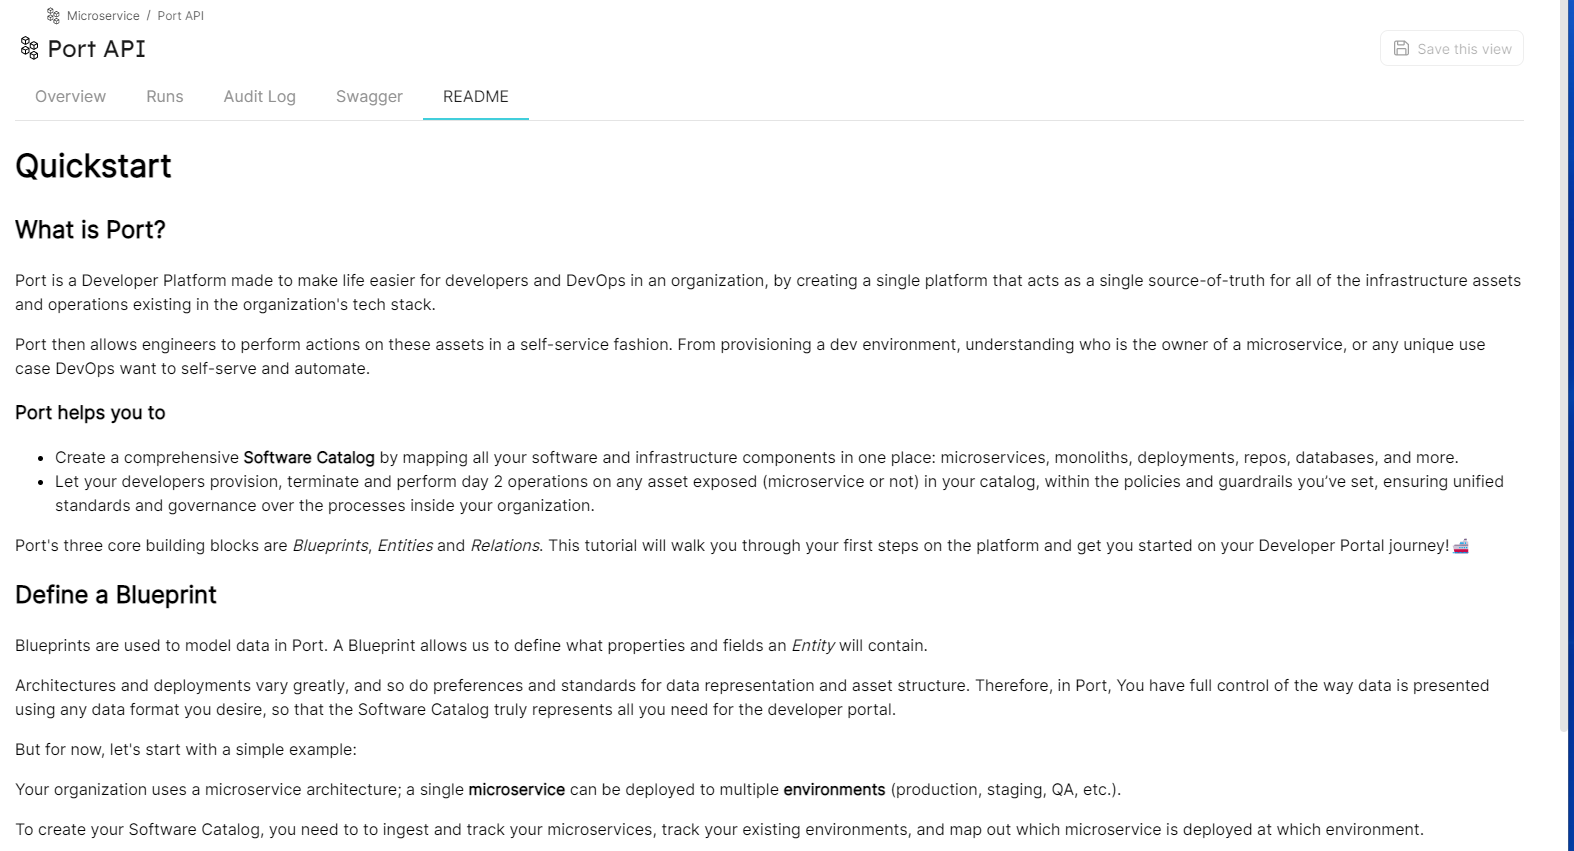 Microservice / Port API
Port API
Save this view
Overview Runs Audit Log Swagger README
Quickstart
What is Port?
Port is a Developer Platform made to make life easier for developers and DevOps in an organization, by creating a single platform that acts as a single source-of-truth for all of the infrastructure assets
and operations existing in the organization's tech stack.
Port then allows engineers to perform actions on these assets in a self-service fashion. From provisioning a dev environment, understanding who is the owner of a microservice, or any unique use
case DevOps want to self-serve and automate.
Port helps you to
• Create a comprehensive Software Catalog by mapping all your software and infrastructure components in one place: microservices, monoliths, deployments, repos, databases, and more.
• Let your developers provision, terminate and perform day 2 operations on any asset exposed (microservice or not) in your catalog, within the policies and guardrails you’ve set, ensuring unified
standards and governance over the processes inside your organization.
Port's three core building blocks are Blueprints, Entities and Relations. This tutorial will walk you through your first steps on the platform and get you started on your Developer Portal journey! 🚢
Define a Blueprint
Blueprints are used to model data in Port. A Blueprint allows us to define what properties and fields an Entity will contain.
Architectures and deployments vary greatly, and so do preferences and standards for data representation and asset structure. Therefore, in Port, You have full control of the way data is presented
using any data format you desire, so that the Software Catalog truly represents all you need for the developer portal.
But for now, let's start with a simple example:
Your organization uses a microservice architecture; a single microservice can be deployed to multiple environments (production, staging, QA, etc.).
To create your Software Catalog, you need to to ingest and track your microservices, track your existing environments, and map out which microservice is deployed at which environment.